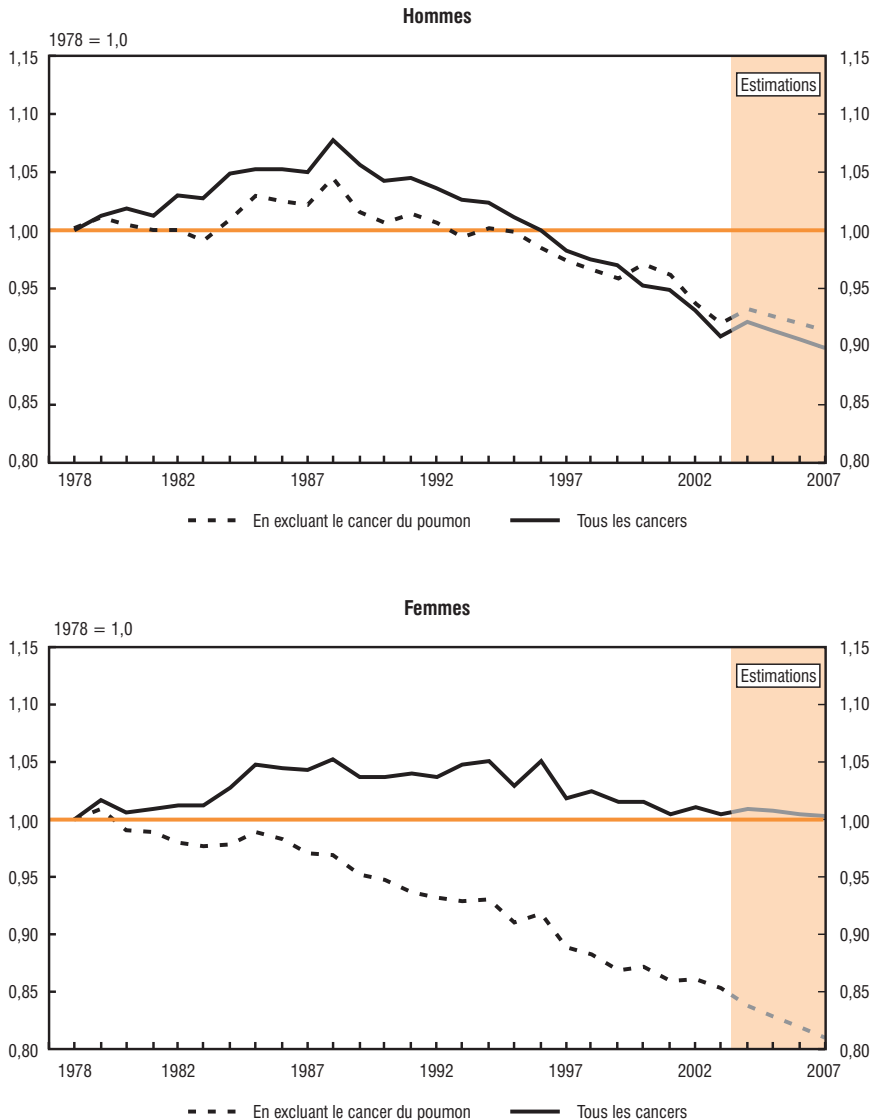 Hommes
1978 = 1,0
1,15 1,15
Estimations
1,10 1,10
1,05 1,05
1,00 1,00
0,95 0,95
0,90 0,90
0,85 0,85
0,80 0,80
1978 1982 1987 1992 1997 2002 2007
En excluant le cancer du poumon Tous les cancers
Femmes
1978 = 1,0
1,15 1,15
Estimations
1,10 1,10
1,05 1,05
1,00 1,00
0,95 0,95
0,90 0,90
0,85 0,85
0,80 0,80
1978 1982 1987 1992 1997 2002 2007
En excluant le cancer du poumon Tous les cancers